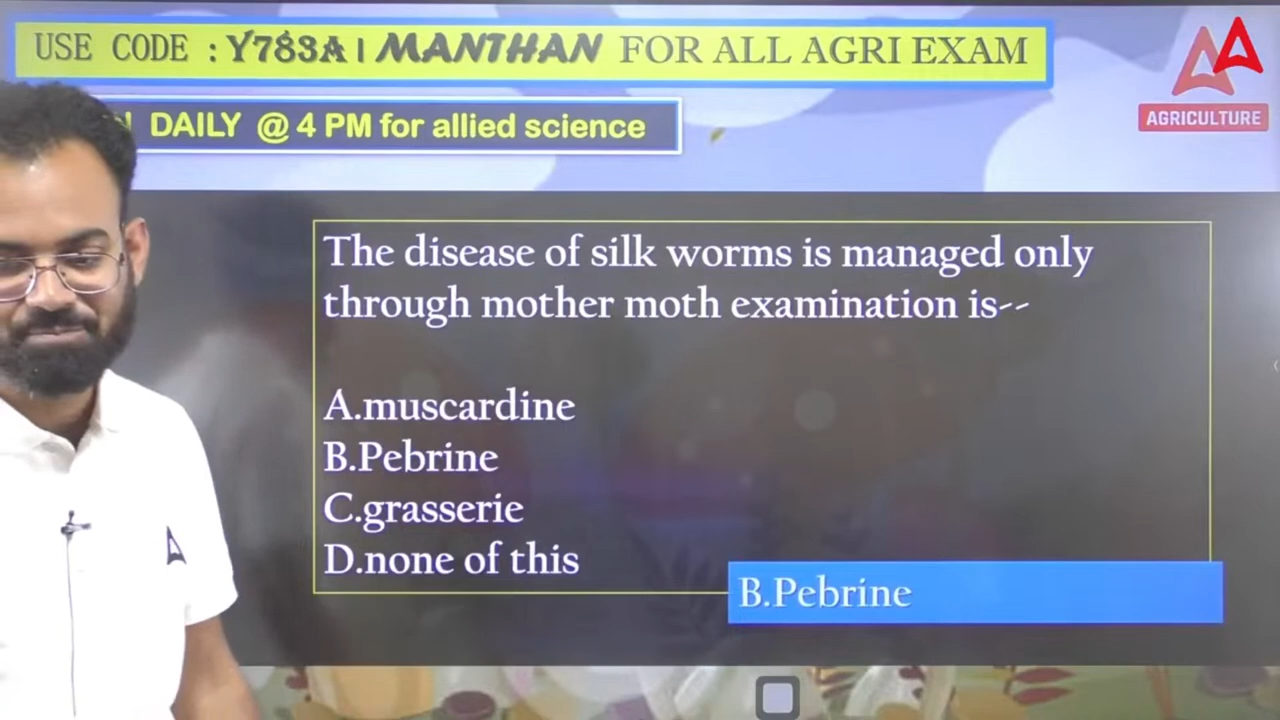 USE CODE : Y783A | MANTHAN FOR ALL AGRI EXAM
DAILY @ 4 PM for allied science
AGRICULTURE
The disease of silk worms is managed only
through mother moth examination is--
A.muscardine
B.Pebrine
C.grasserie
D.none of this
B.Pebrine